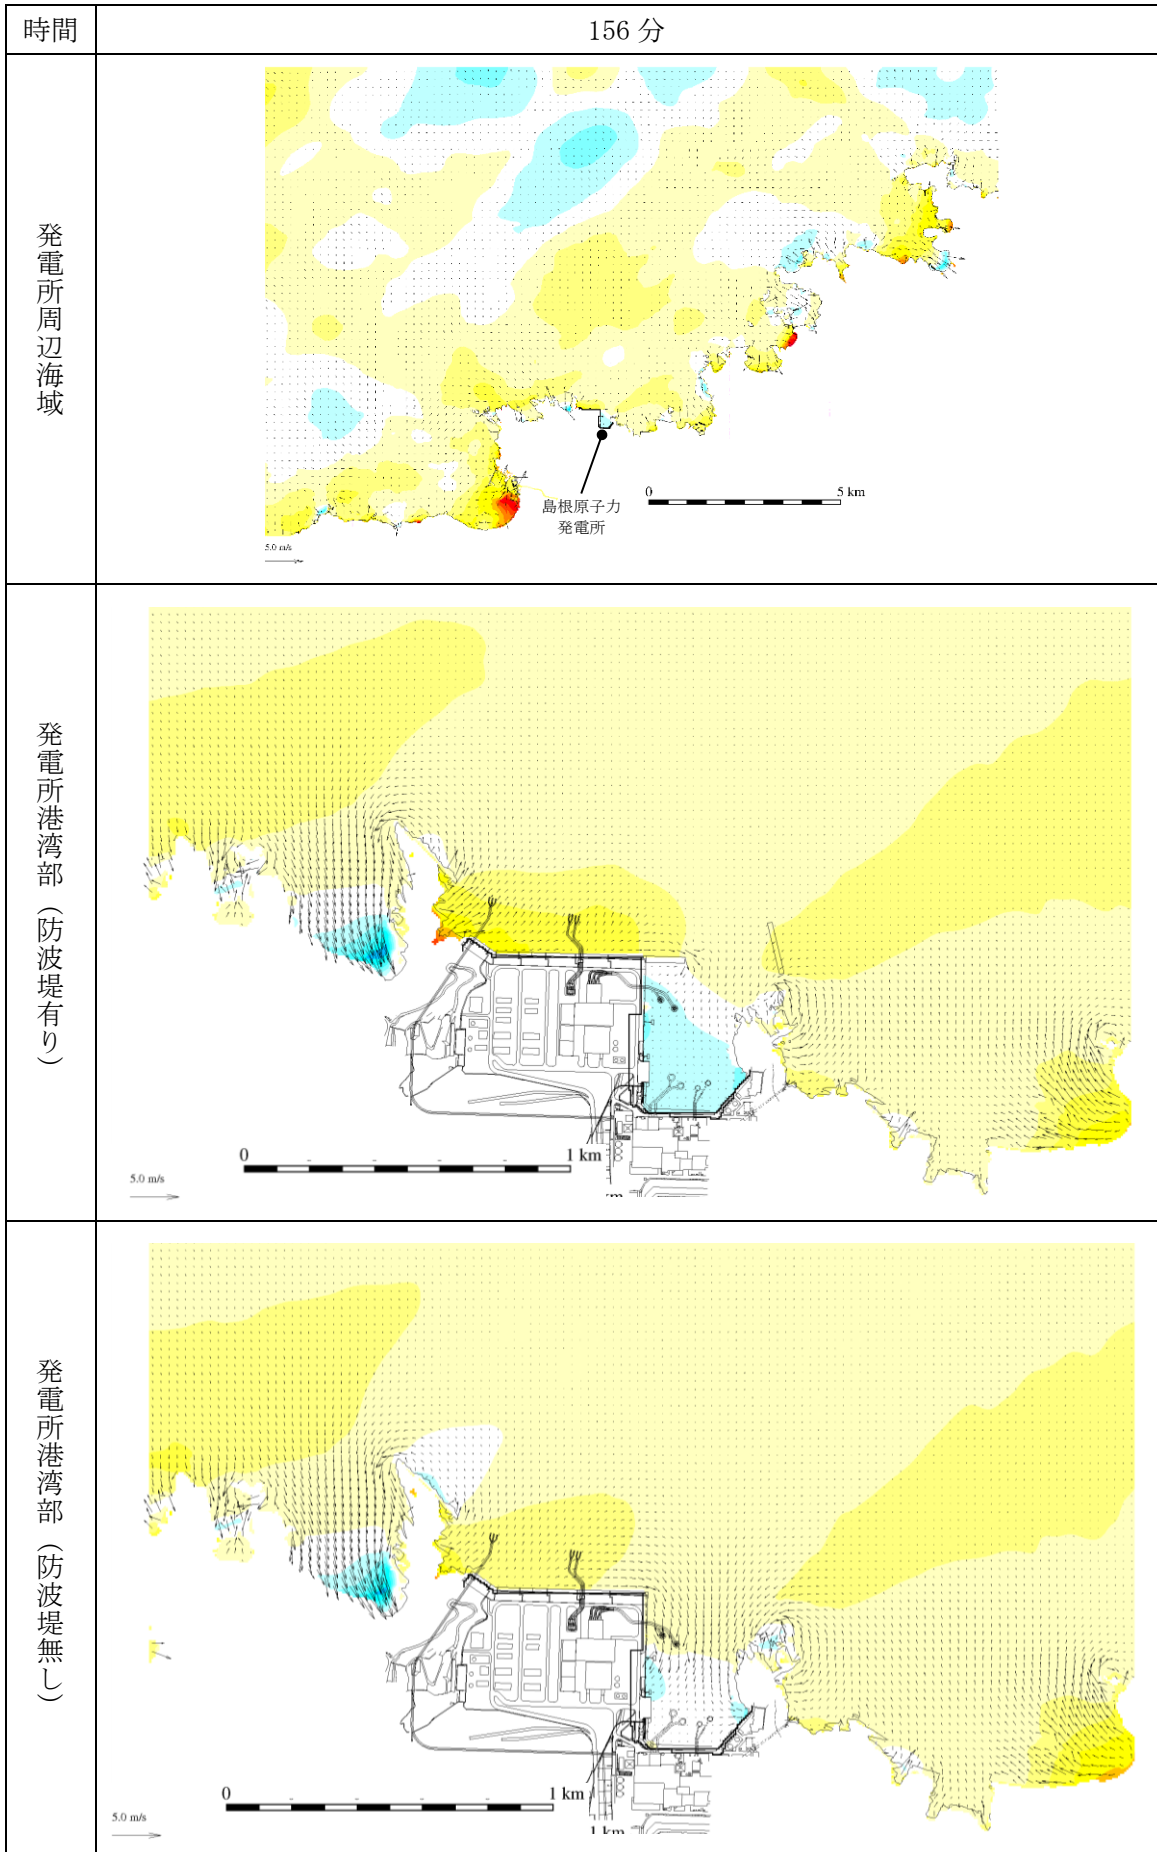 時間
156 分
発電所周辺海域
0
5 km
島根原子力
発電所
5.0 m/s
発電所港湾部（防波堤有り）
0
1 km
5.0 m/s
発電所港湾部（防波堤無し）
0
1 km
5.0 m/s
1 km